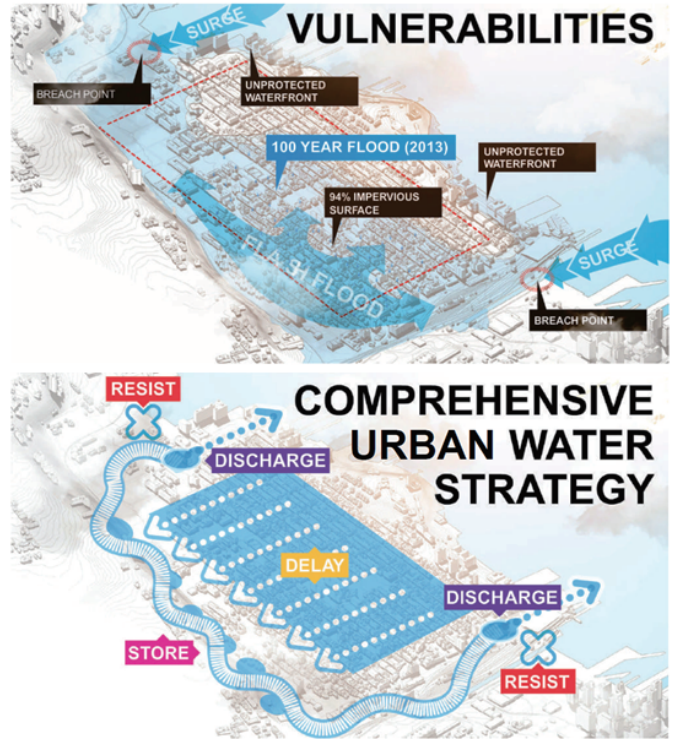 VULNERABILITIES
SURGE
BREACH POINT
UNPROTECTED
WATERFRONT
100 YEAR FLOOD (2013)
UNPROTECTED
WATERFRONT
94% IMPERVIOUS
SURFACE
FLASH FLOOD
SURGE
BREACH POINT
COMPREHENSIVE
URBAN WATER
STRATEGY
RESIST
DISCHARGE
DELAY
DISCHARGE
STORE
RESIST